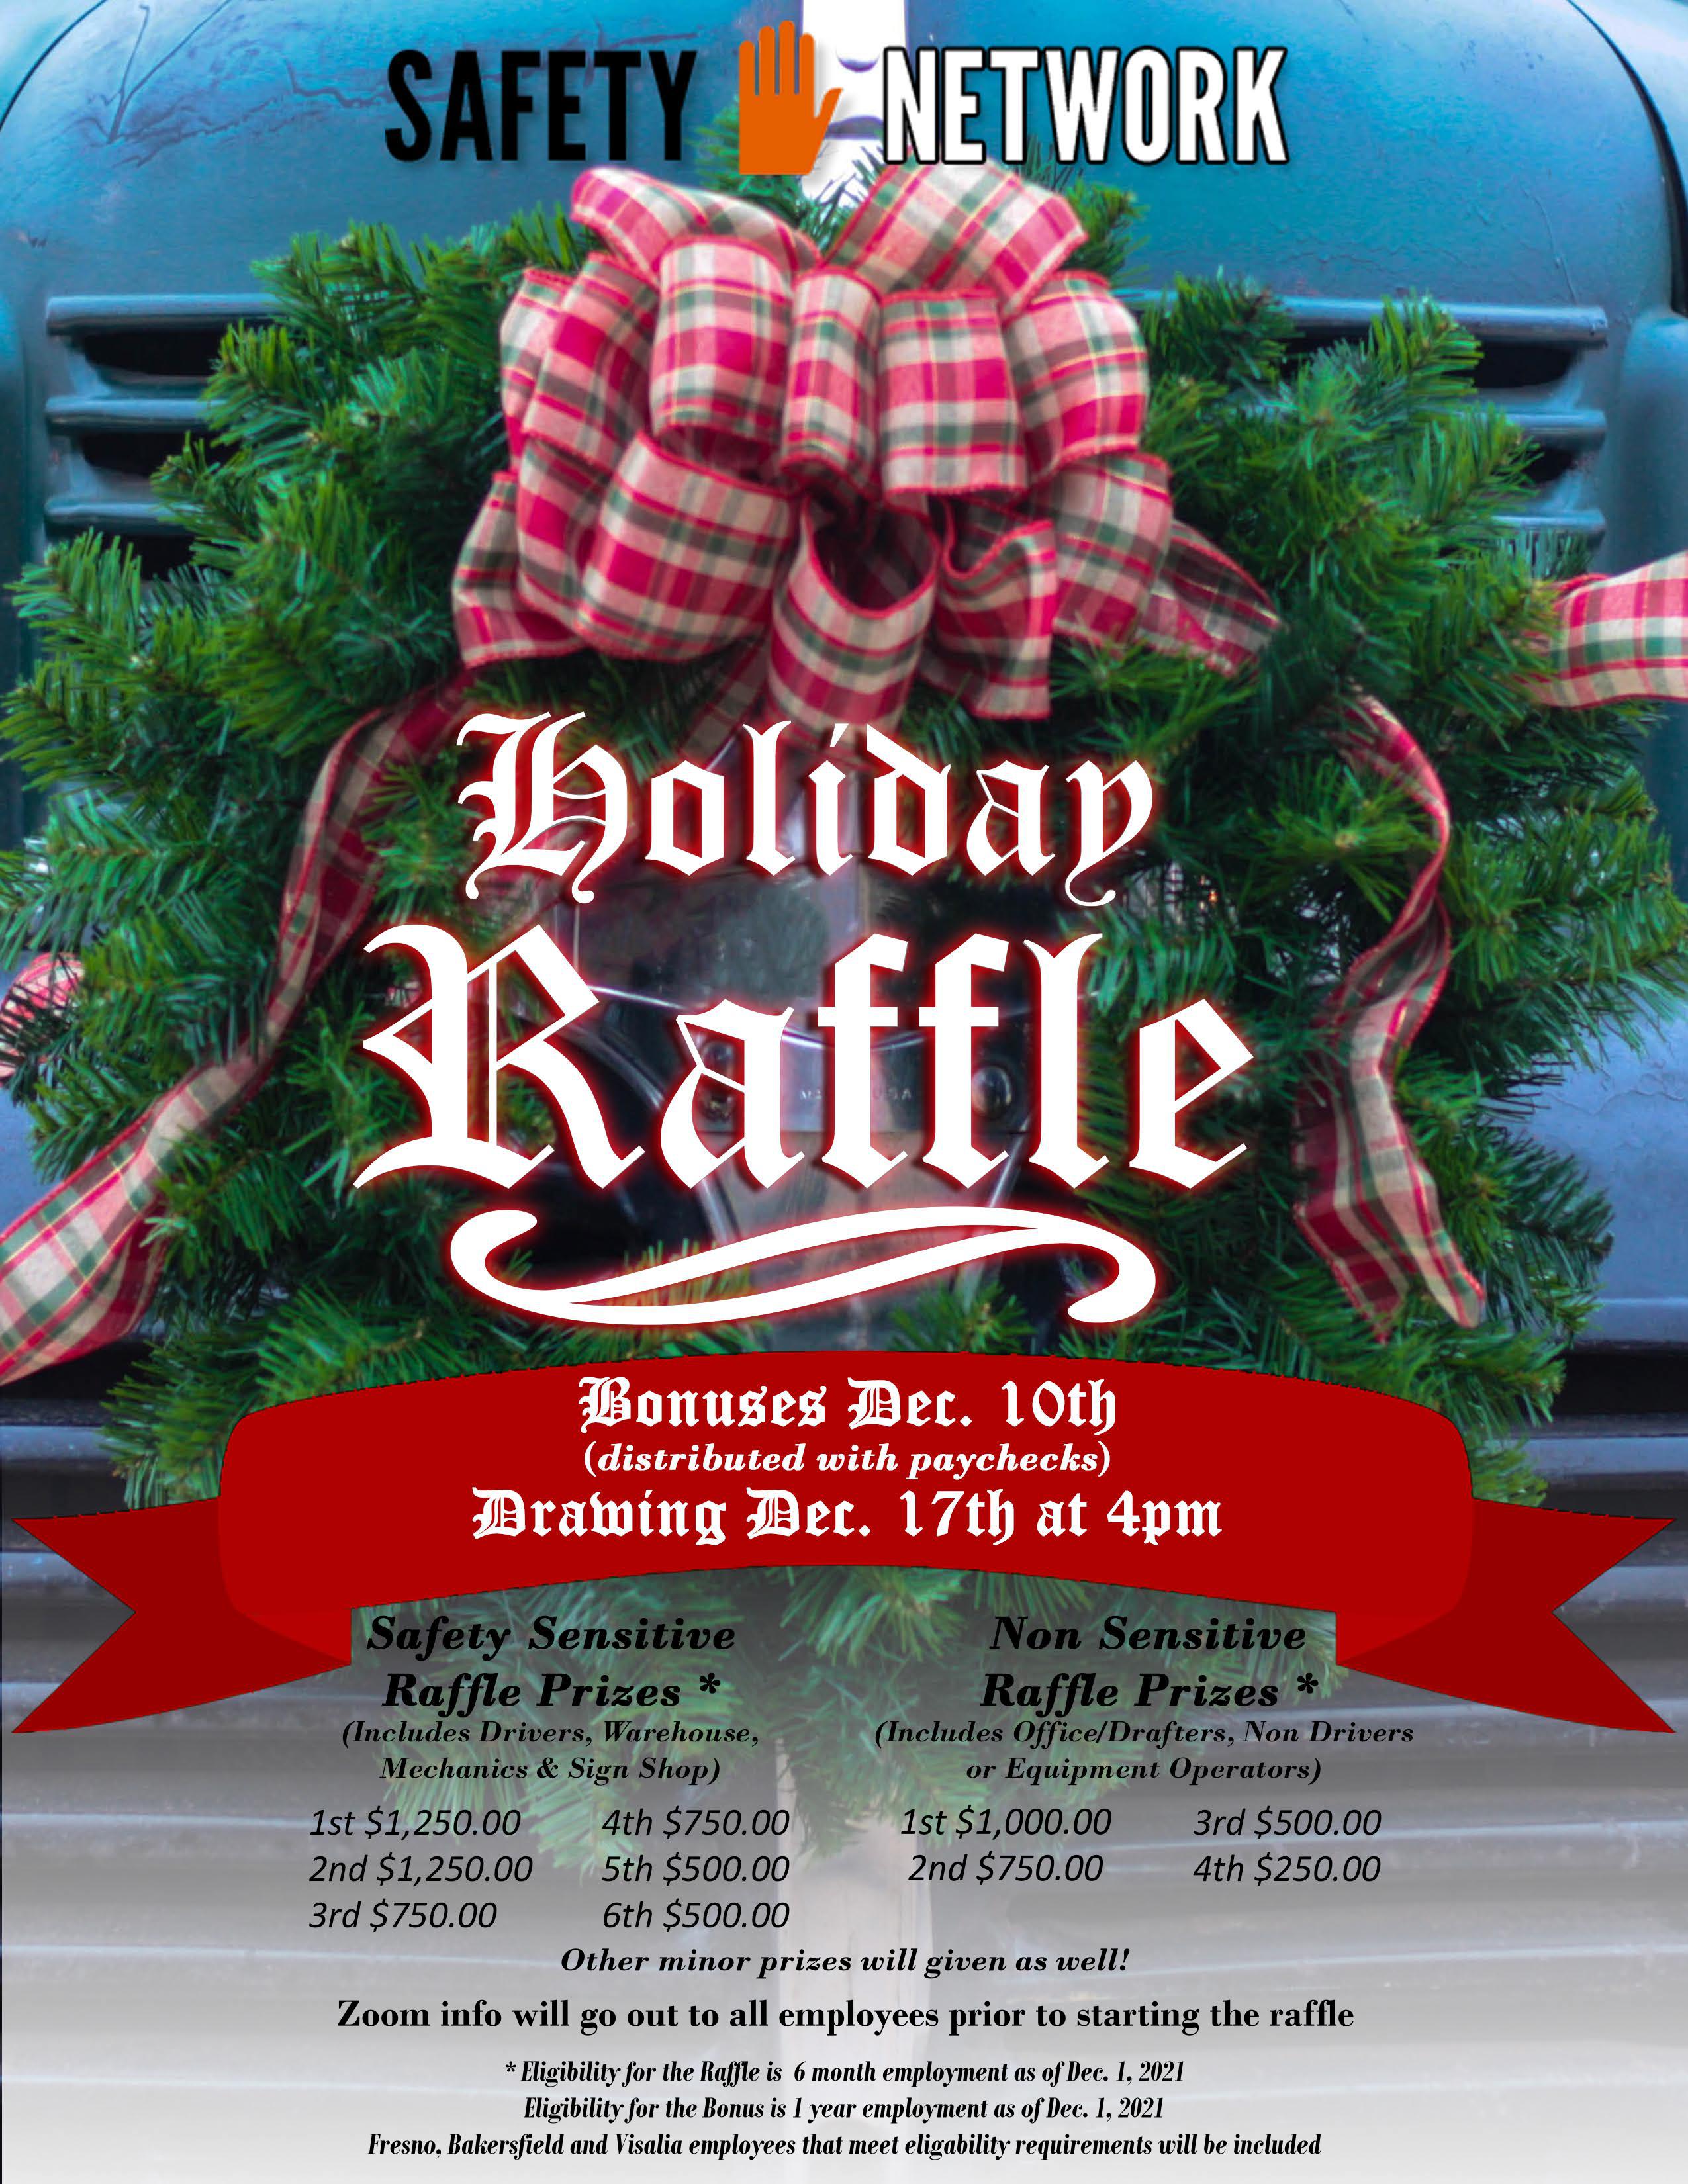 SAFETY NETWORK
Holiday
Raffle
Bonuses Dec. 10th
(distributed with paychecks)
Drawing Dec. 17th at 4pm
Safety Sensitive
Raffle Prizes *
(Includes Drivers, Warehouse,
Mechanics & Sign Shop)
1st $1,250.00 4th $750.00
2nd $1,250.00 5th $500.00
3rd $750.00 6th $500.00
Non Sensitive
Raffle Prizes *
(Includes Office/Drafters, Non Drivers
or Equipment Operators)
1st $1,000.00 3rd $500.00
2nd $750.00 4th $250.00
Other minor prizes will given as well!
Zoom info will go out to all employees prior to starting the raffle
* Eligibility for the Raffle is 6 month employment as of Dec. 1, 2021
Eligibility for the Bonus is 1 year employment as of Dec. 1, 2021
Fresno, Bakersfield and Visalia employees that meet eligability requirements will be included